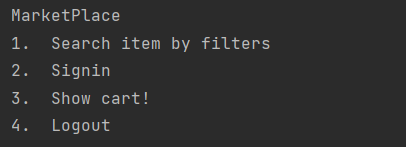 MarketPlace
1.  Search item by filters
2.  Signin
3.  Show cart!
4.  Logout